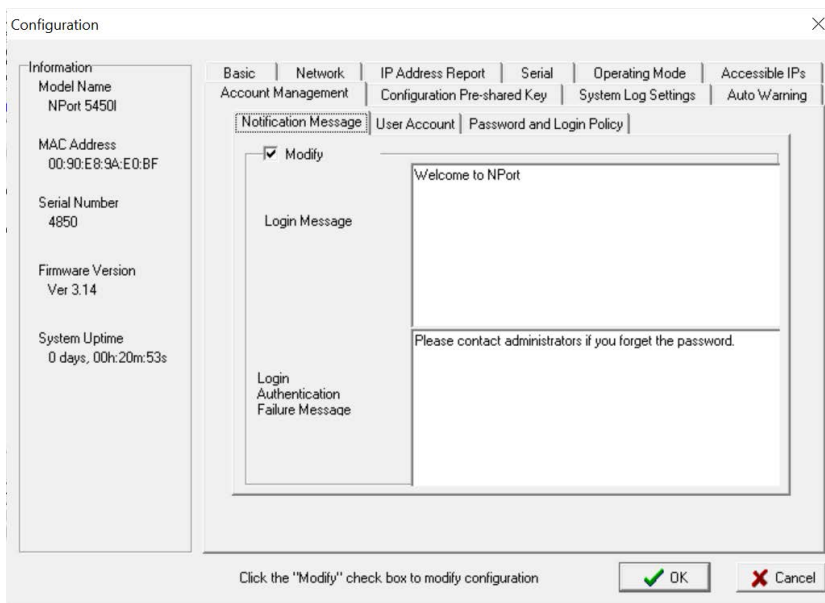 Configuration
Information
Model Name
NPort 5450I
MAC Address
00:90:E8:9A:E0:BF
Serial Number
4850
Firmware Version
Ver 3.14
System Uptime
0 days, 00h:20m:53s
Basic Network IP Address Report Serial Operating Mode Accessible IPs
Account Management Configuration Pre-shared Key System Log Settings Auto Warning
Notification Message User Account Password and Login Policy
Modify
Login Message
Welcome to NPort
Login
Authentication
Failure Message
Please contact administrators if you forget the password.
Click the "Modify" check box to modify configuration
OK
Cancel